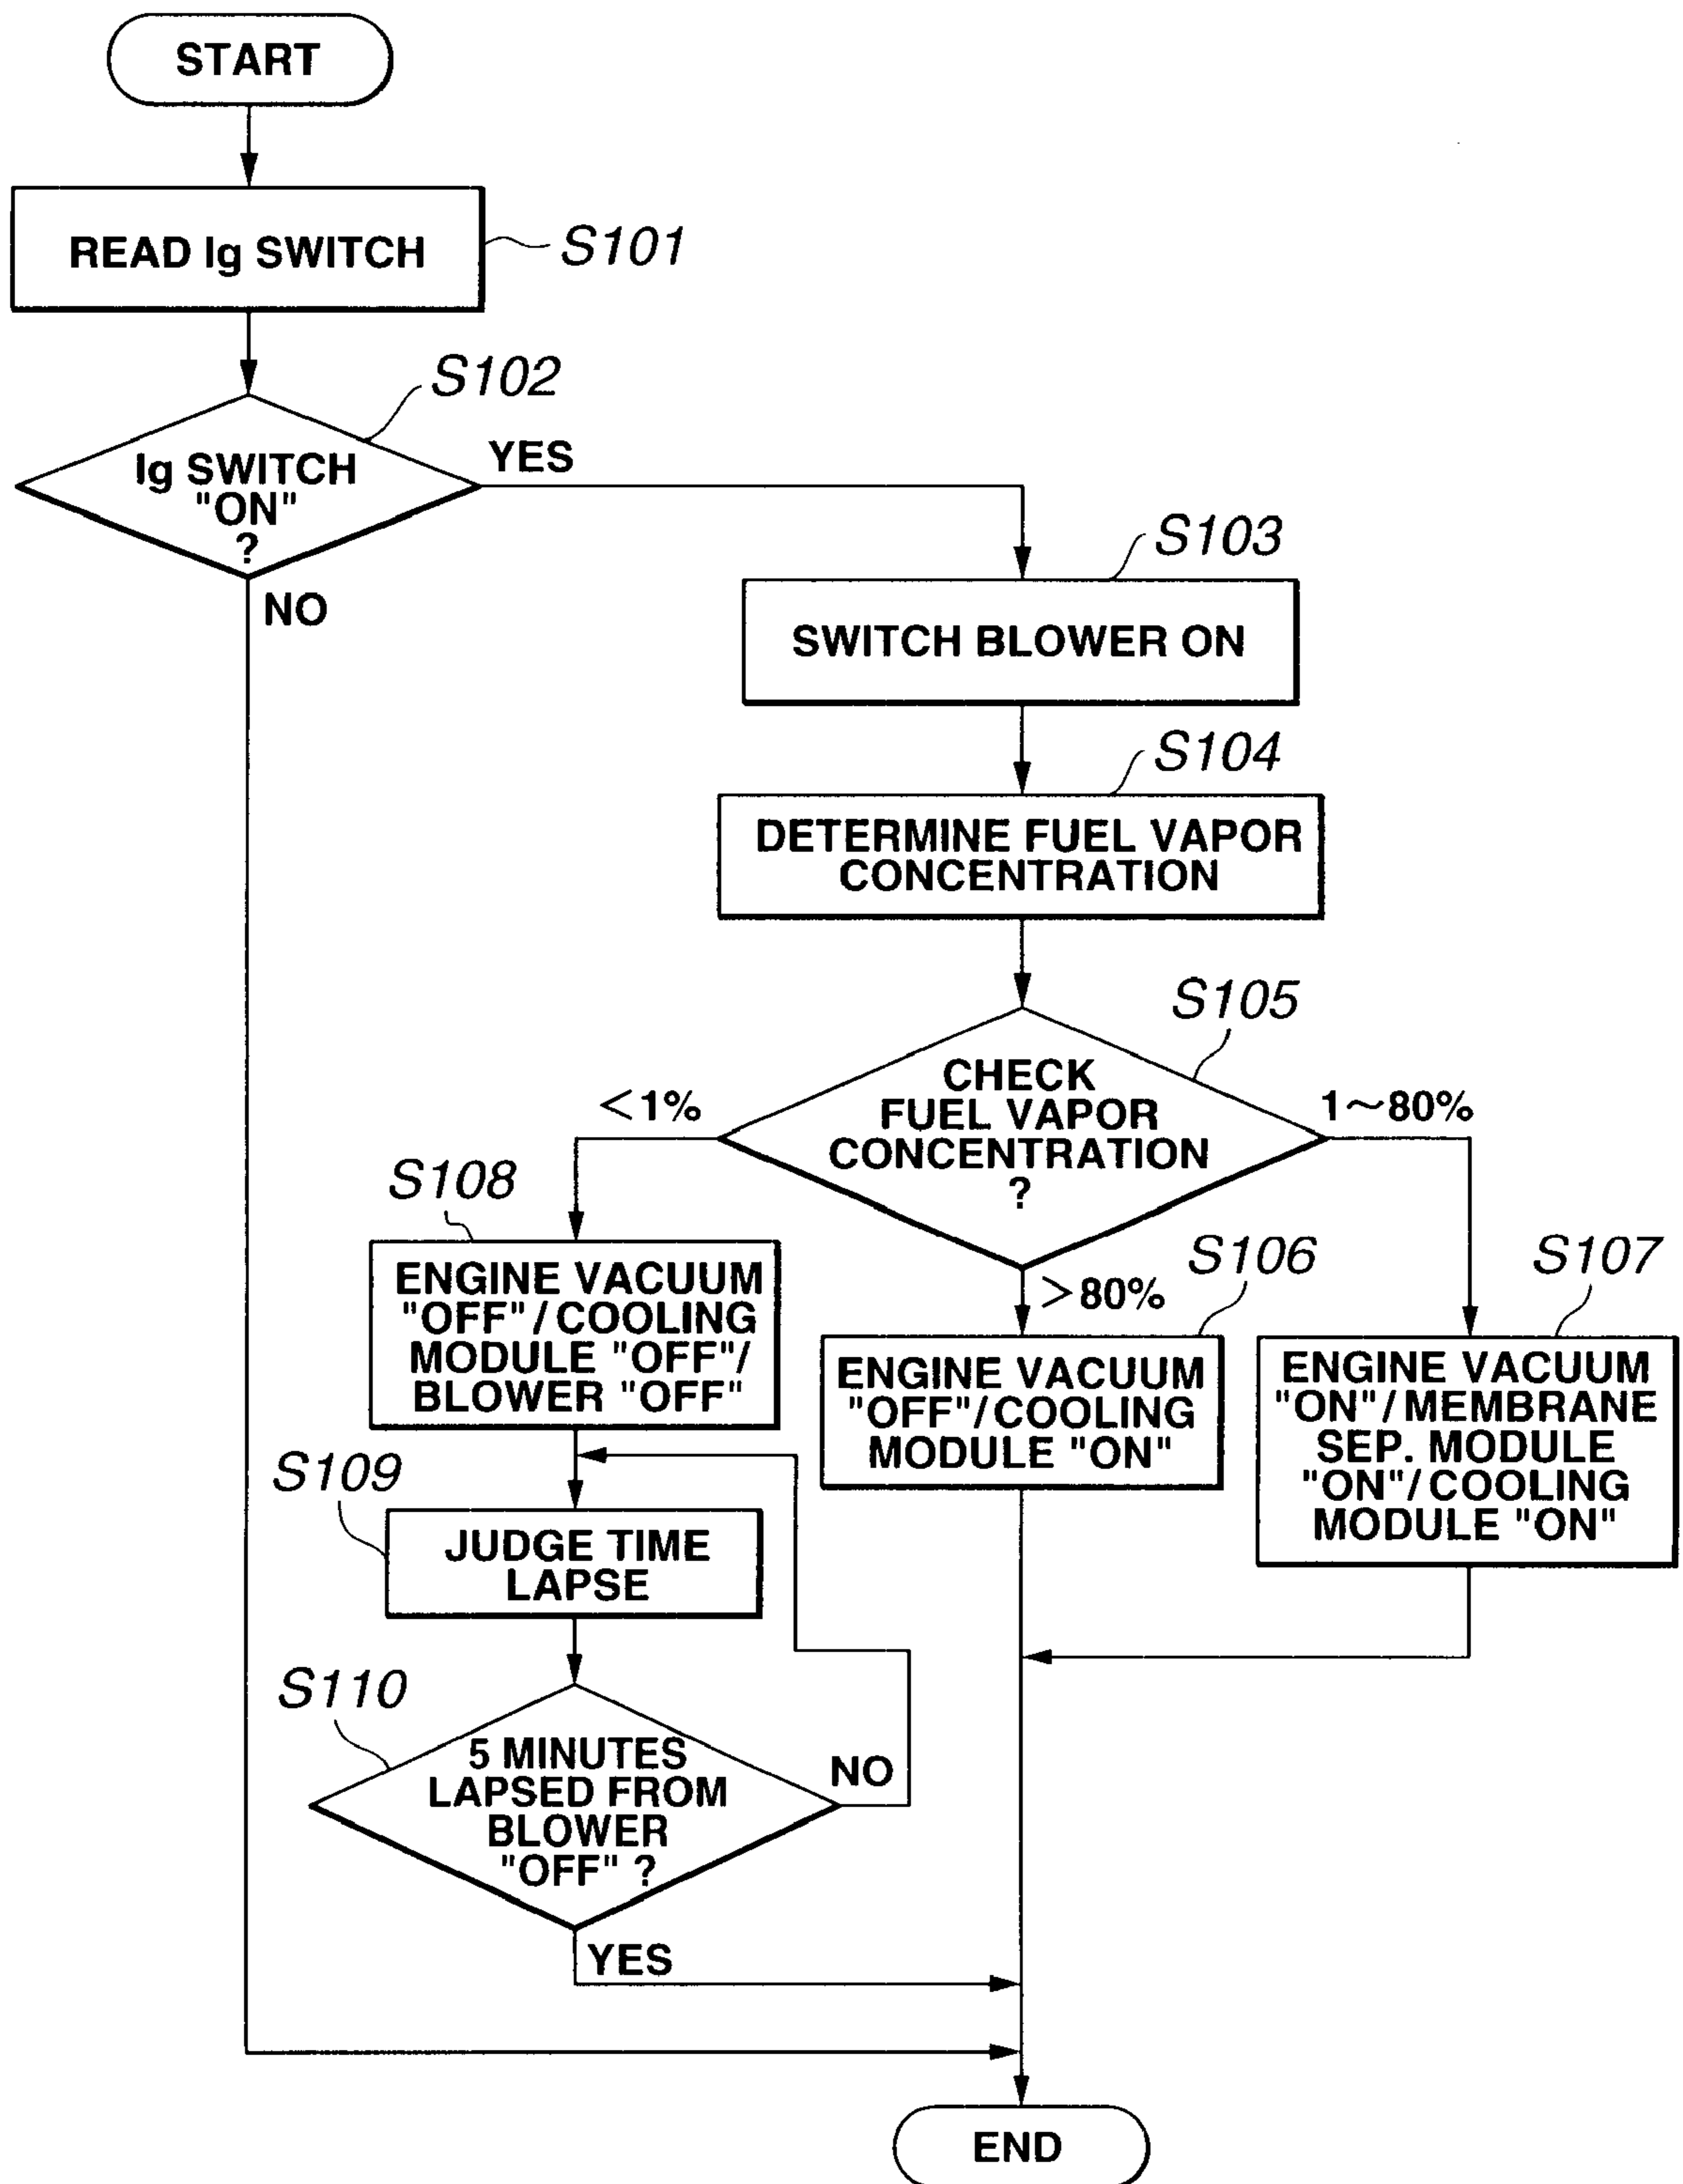 START
READ Ig SWITCH
S101
S102
Ig SWITCH
"ON"
?
YES
NO
S103
SWITCH BLOWER ON
S104
DETERMINE FUEL VAPOR
CONCENTRATION
S105
CHECK
FUEL VAPOR
CONCENTRATION
?
<1%
1~80%
>80%
S108
ENGINE VACUUM
"OFF"/COOLING
MODULE "OFF"/
BLOWER "OFF"
S106
ENGINE VACUUM
"OFF"/COOLING
MODULE "ON"
S107
ENGINE VACUUM
"ON"/MEMBRANE
SEP. MODULE
"ON"/COOLING
MODULE "ON"
S109
JUDGE TIME
LAPSE
S110
5 MINUTES
LAPSED FROM
BLOWER
"OFF" ?
NO
YES
END